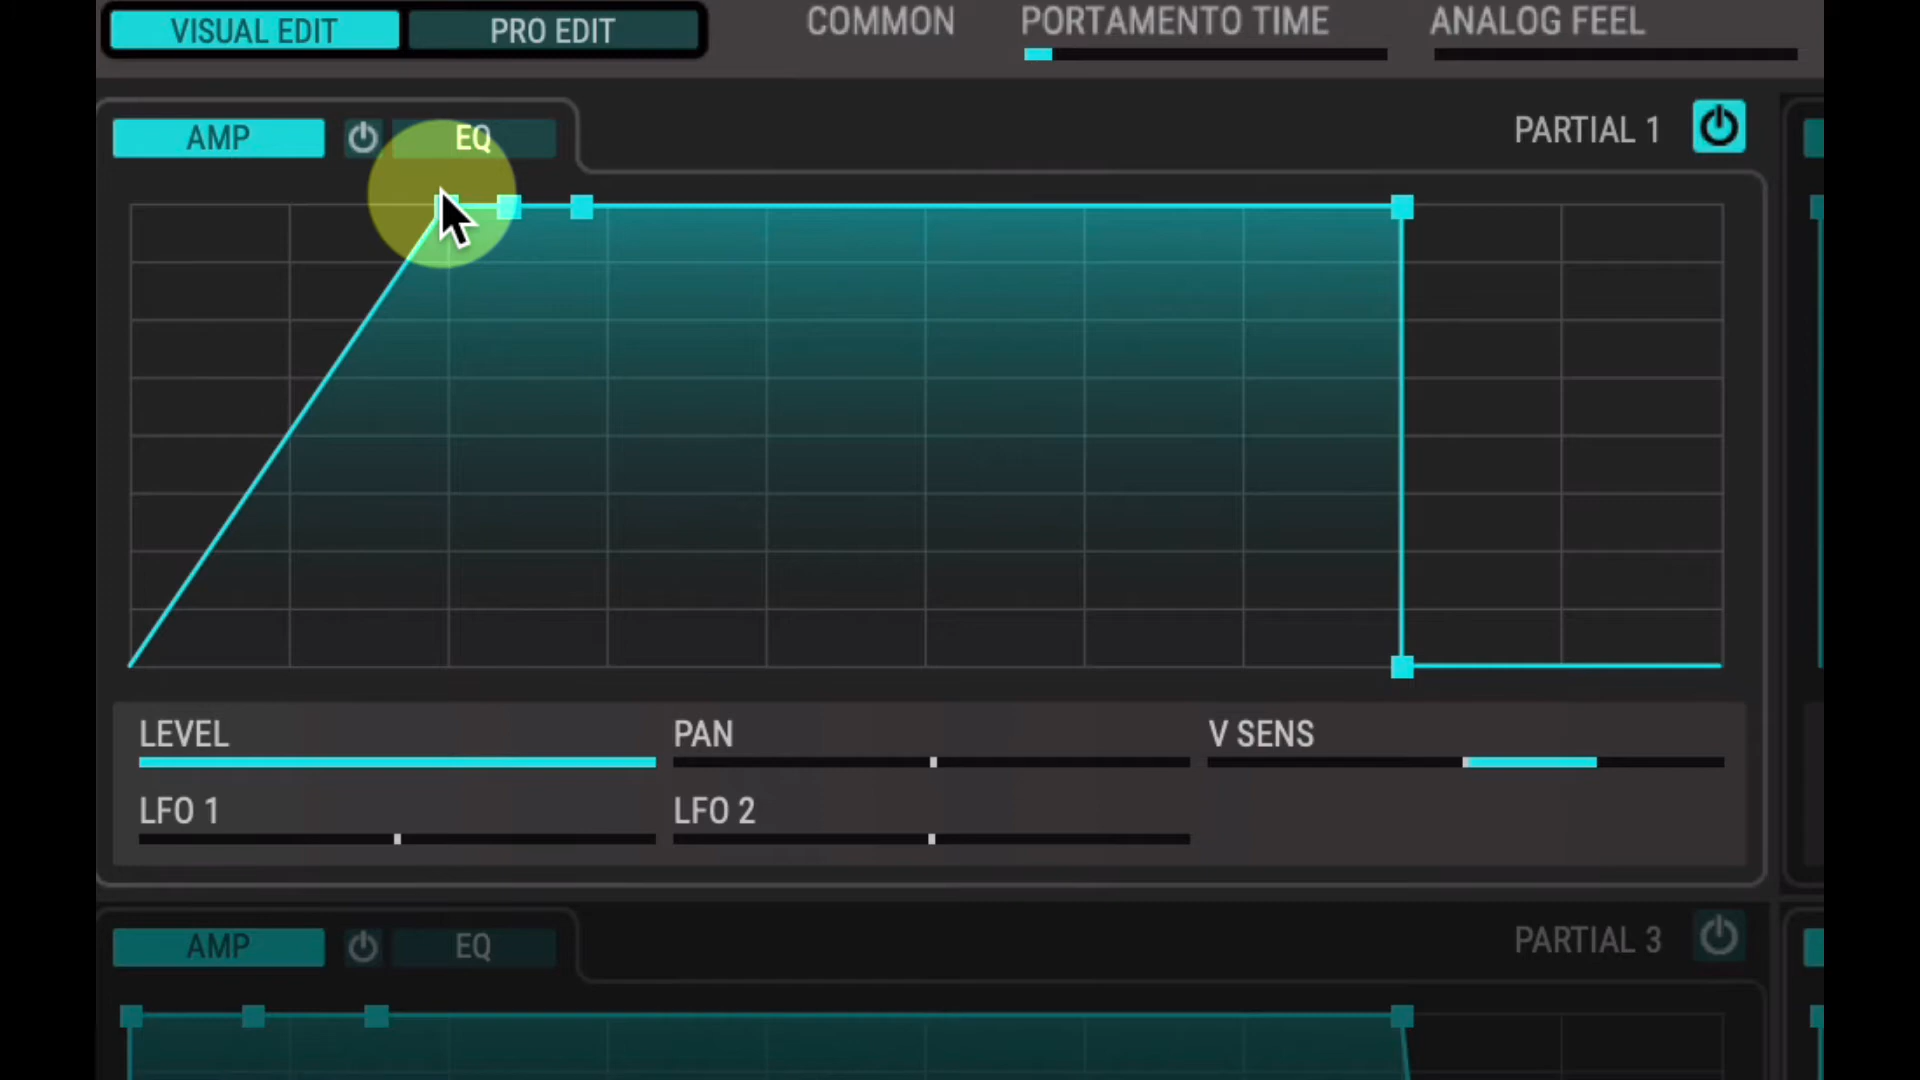 VISUAL EDIT
PRO EDIT
COMMON
PORTAMENTO TIME
ANALOG FEEL
AMP
EQ
PARTIAL 1
LEVEL
PAN
V SENS
LFO 1
LFO 2
AMP
EQ
PARTIAL 3